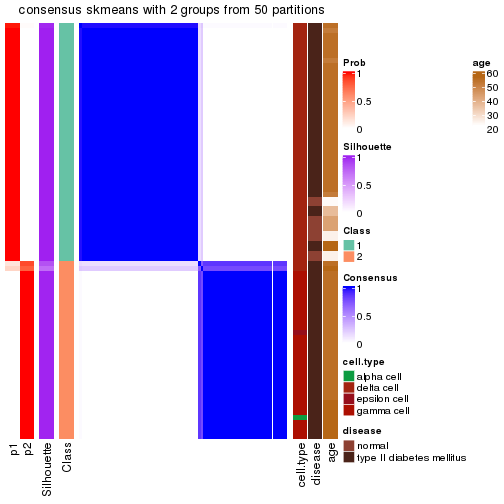 consensus skmeans with 2 groups from 50 partitions
Prob
1
0.5
0
age
60
50
40
30
20
Silhouette
1
0.5
0
Class
1
2
Consensus
1
0.5
0
cell.type
alpha cell
delta cell
epsilon cell
gamma cell
disease
normal
type II diabetes mellitus
p1
p2
Silhouette
Class
cell.type
disease
age